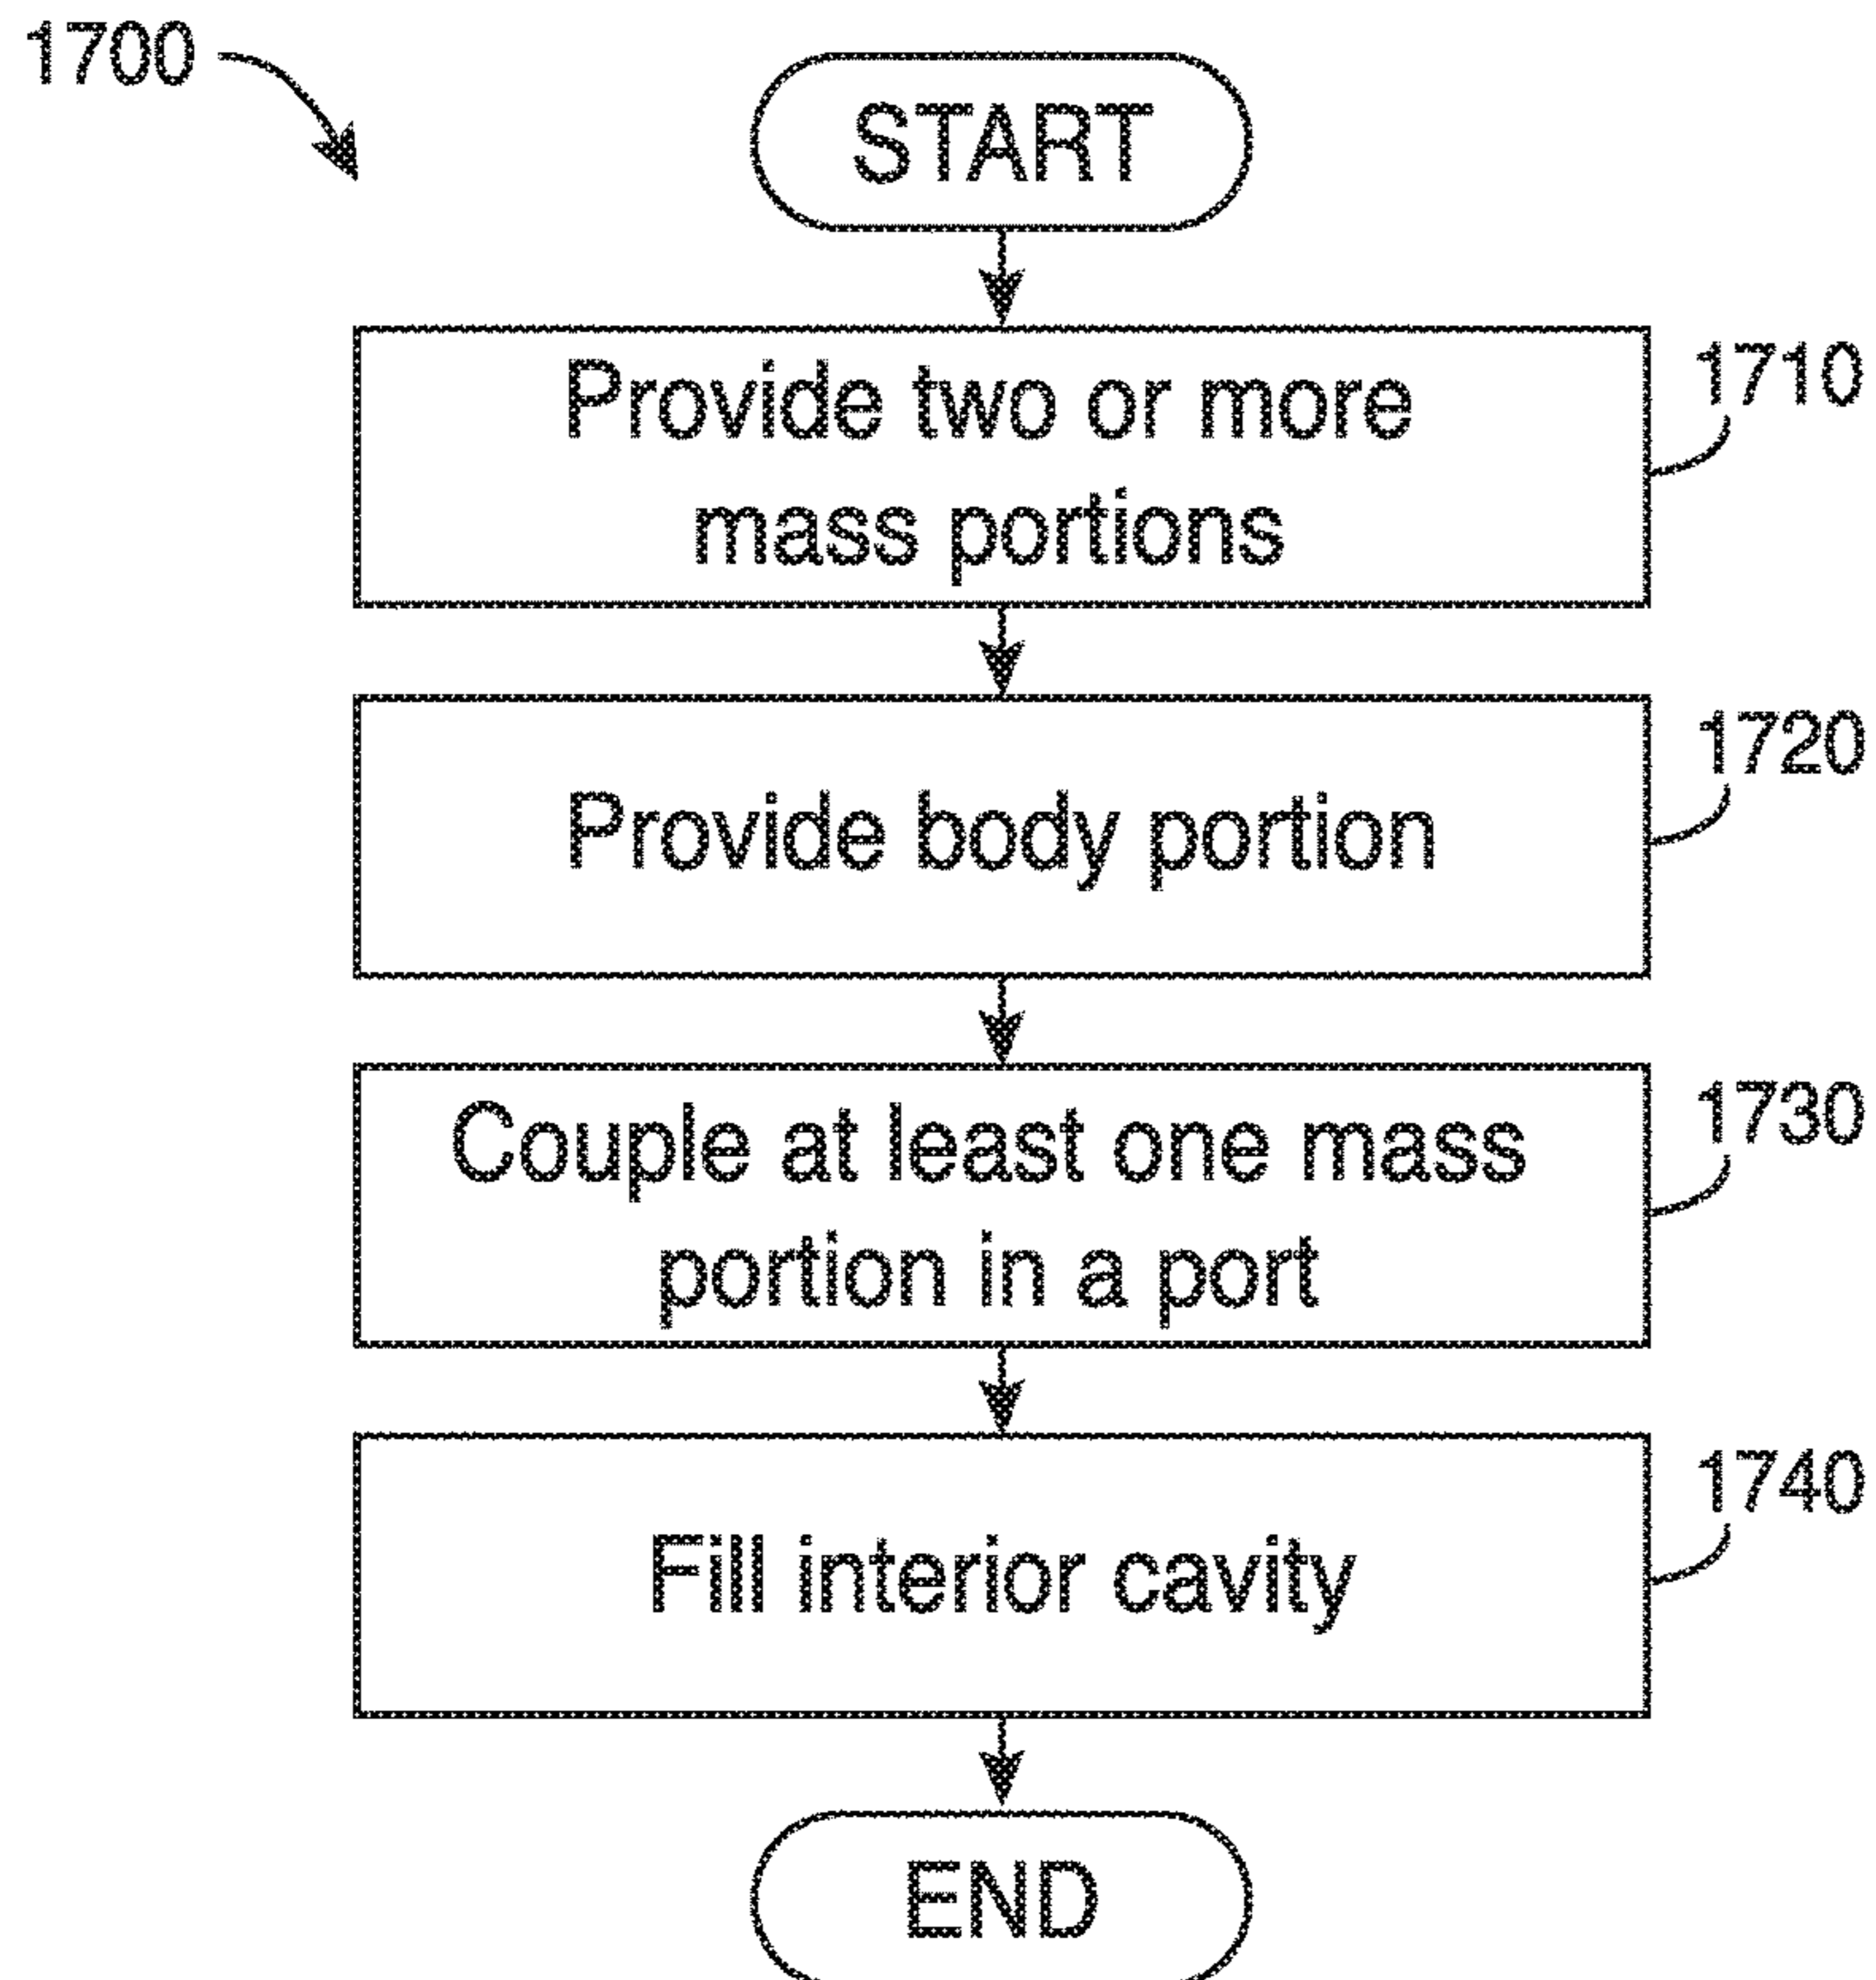 1700
START
Provide two or more
mass portions
1710
Provide body portion
1720
Couple at least one mass
portion in a port
1730
Fill interior cavity
1740
END